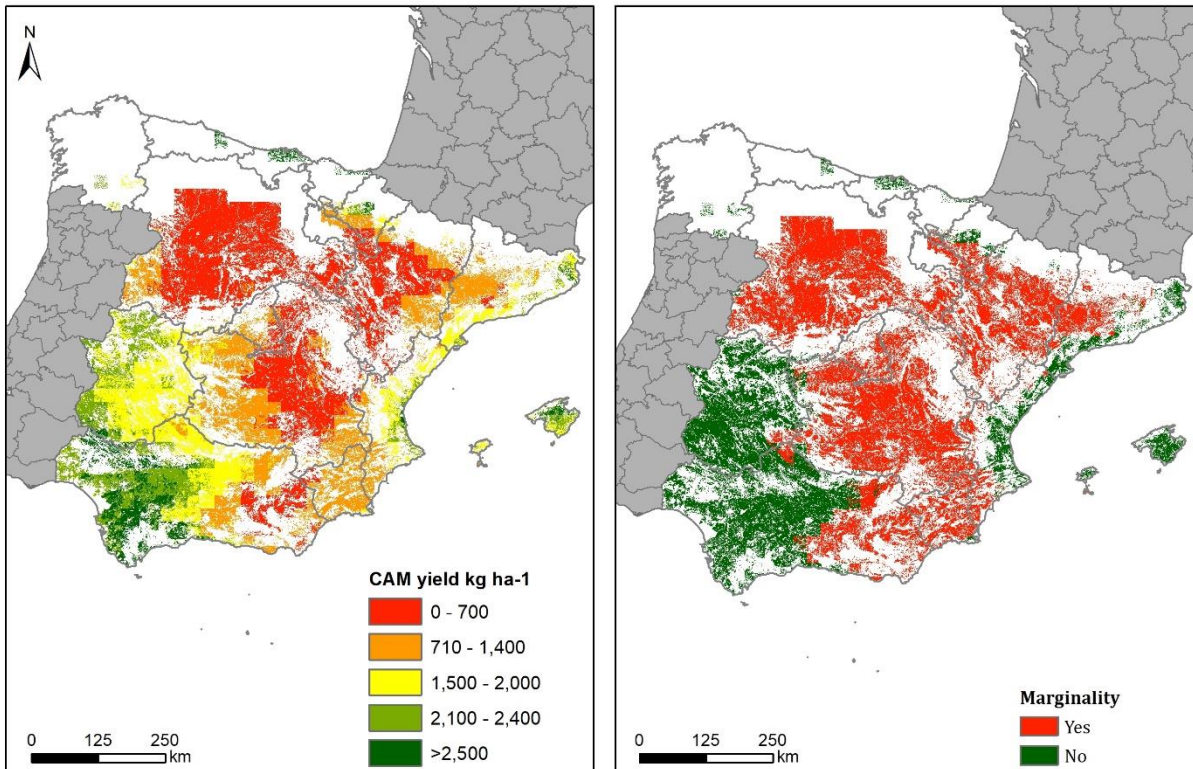 N
CAM yield kg ha-1
0 - 700
710 - 1,400
1,500 - 2,000
2,100 - 2,400
>2,500
0 125 250
km
Marginality
Yes
No
0 125 250
km